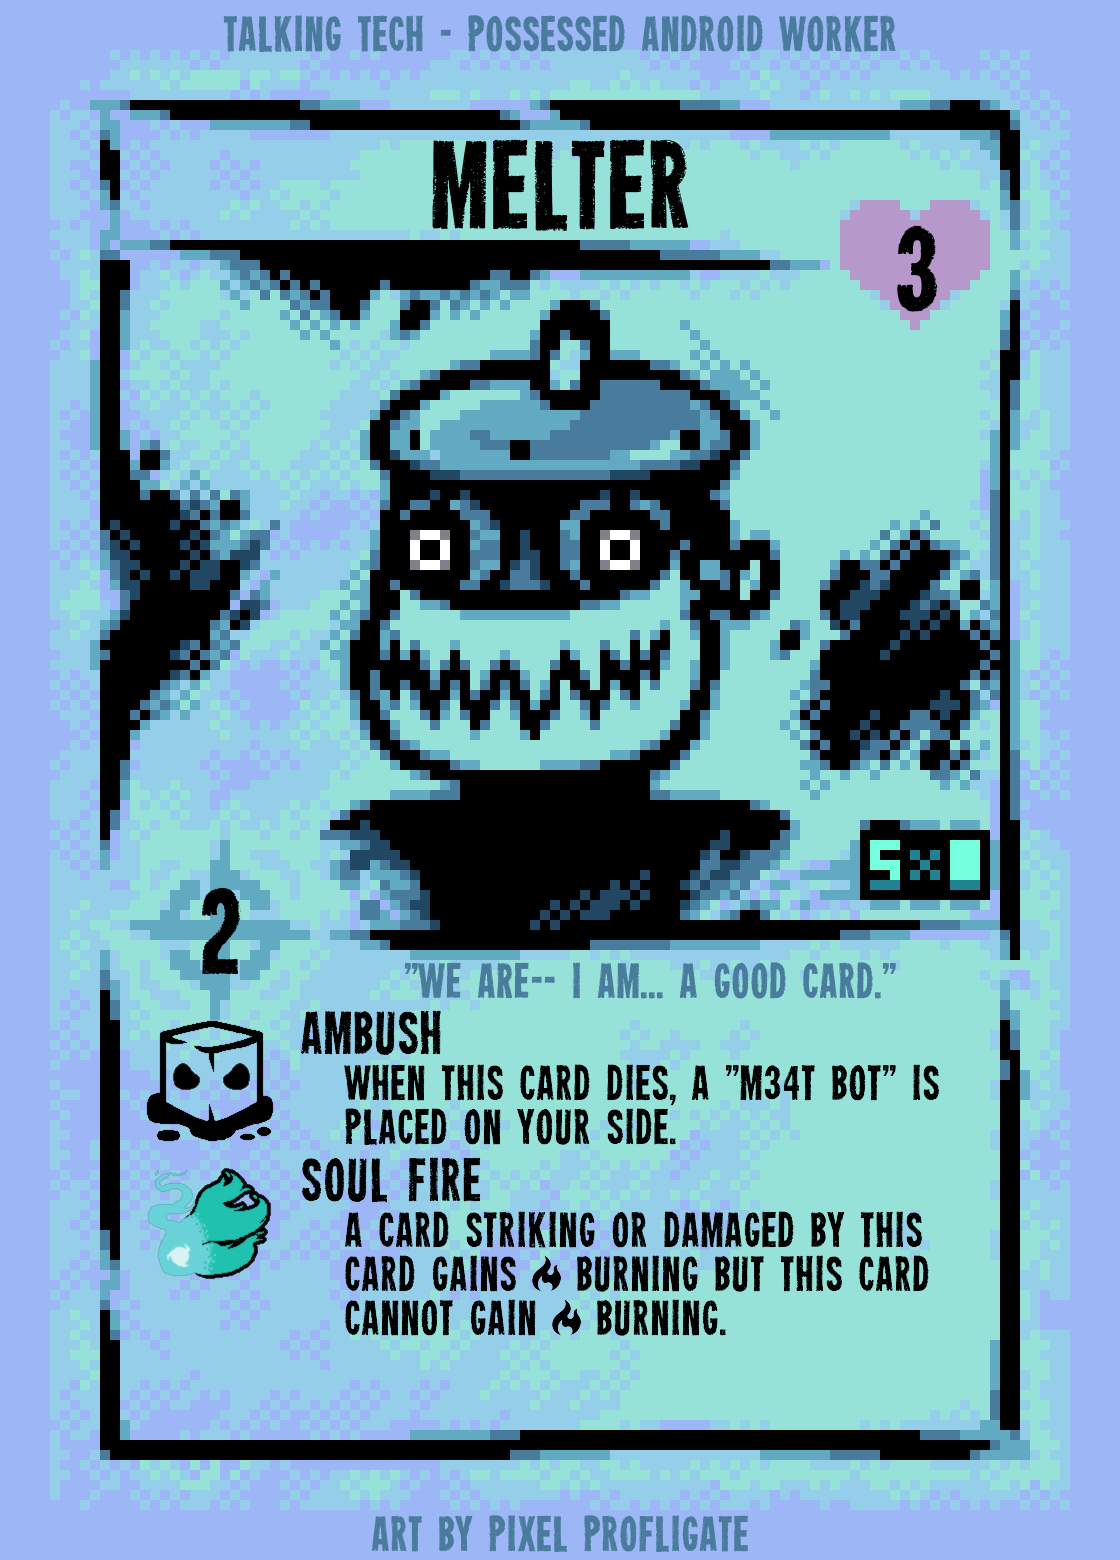 TALKING TECH - POSSESSED ANDROID WORKER
MELTER
3
5x
2
"WE ARE-- I AM... A GOOD CARD."
AMBUSH
WHEN THIS CARD DIES, A "M34T BOT" IS
PLACED ON YOUR SIDE.
SOUL FIRE
A CARD STRIKING OR DAMAGED BY THIS
CARD GAINS BURNING BUT THIS CARD
CANNOT GAIN BURNING.
ART BY PIXEL PROFLIGATE